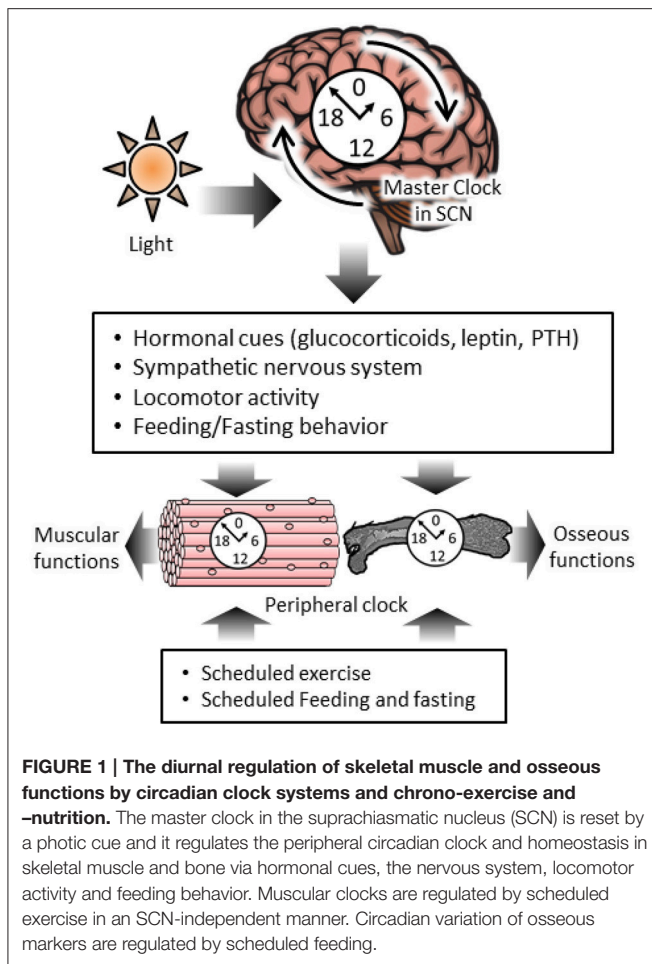 0
18 6
12
Master Clock
in SCN
Light
• Hormonal cues (glucocorticoids, leptin, PTH)
• Sympathetic nervous system
• Locomotor activity
• Feeding/Fasting behavior
Muscular
functions
0
18 6
12
0
18 6
12
Osseous
functions
Peripheral clock
• Scheduled exercise
• Scheduled Feeding and fasting
FIGURE 1 | The diurnal regulation of skeletal muscle and osseous
functions by circadian clock systems and chrono-exercise and
–nutrition. The master clock in the suprachiasmatic nucleus (SCN) is reset by
a photic cue and it regulates the peripheral circadian clock and homeostasis in
skeletal muscle and bone via hormonal cues, the nervous system, locomotor
activity and feeding behavior. Muscular clocks are regulated by scheduled
exercise in an SCN-independent manner. Circadian variation of osseous
markers are regulated by scheduled feeding.